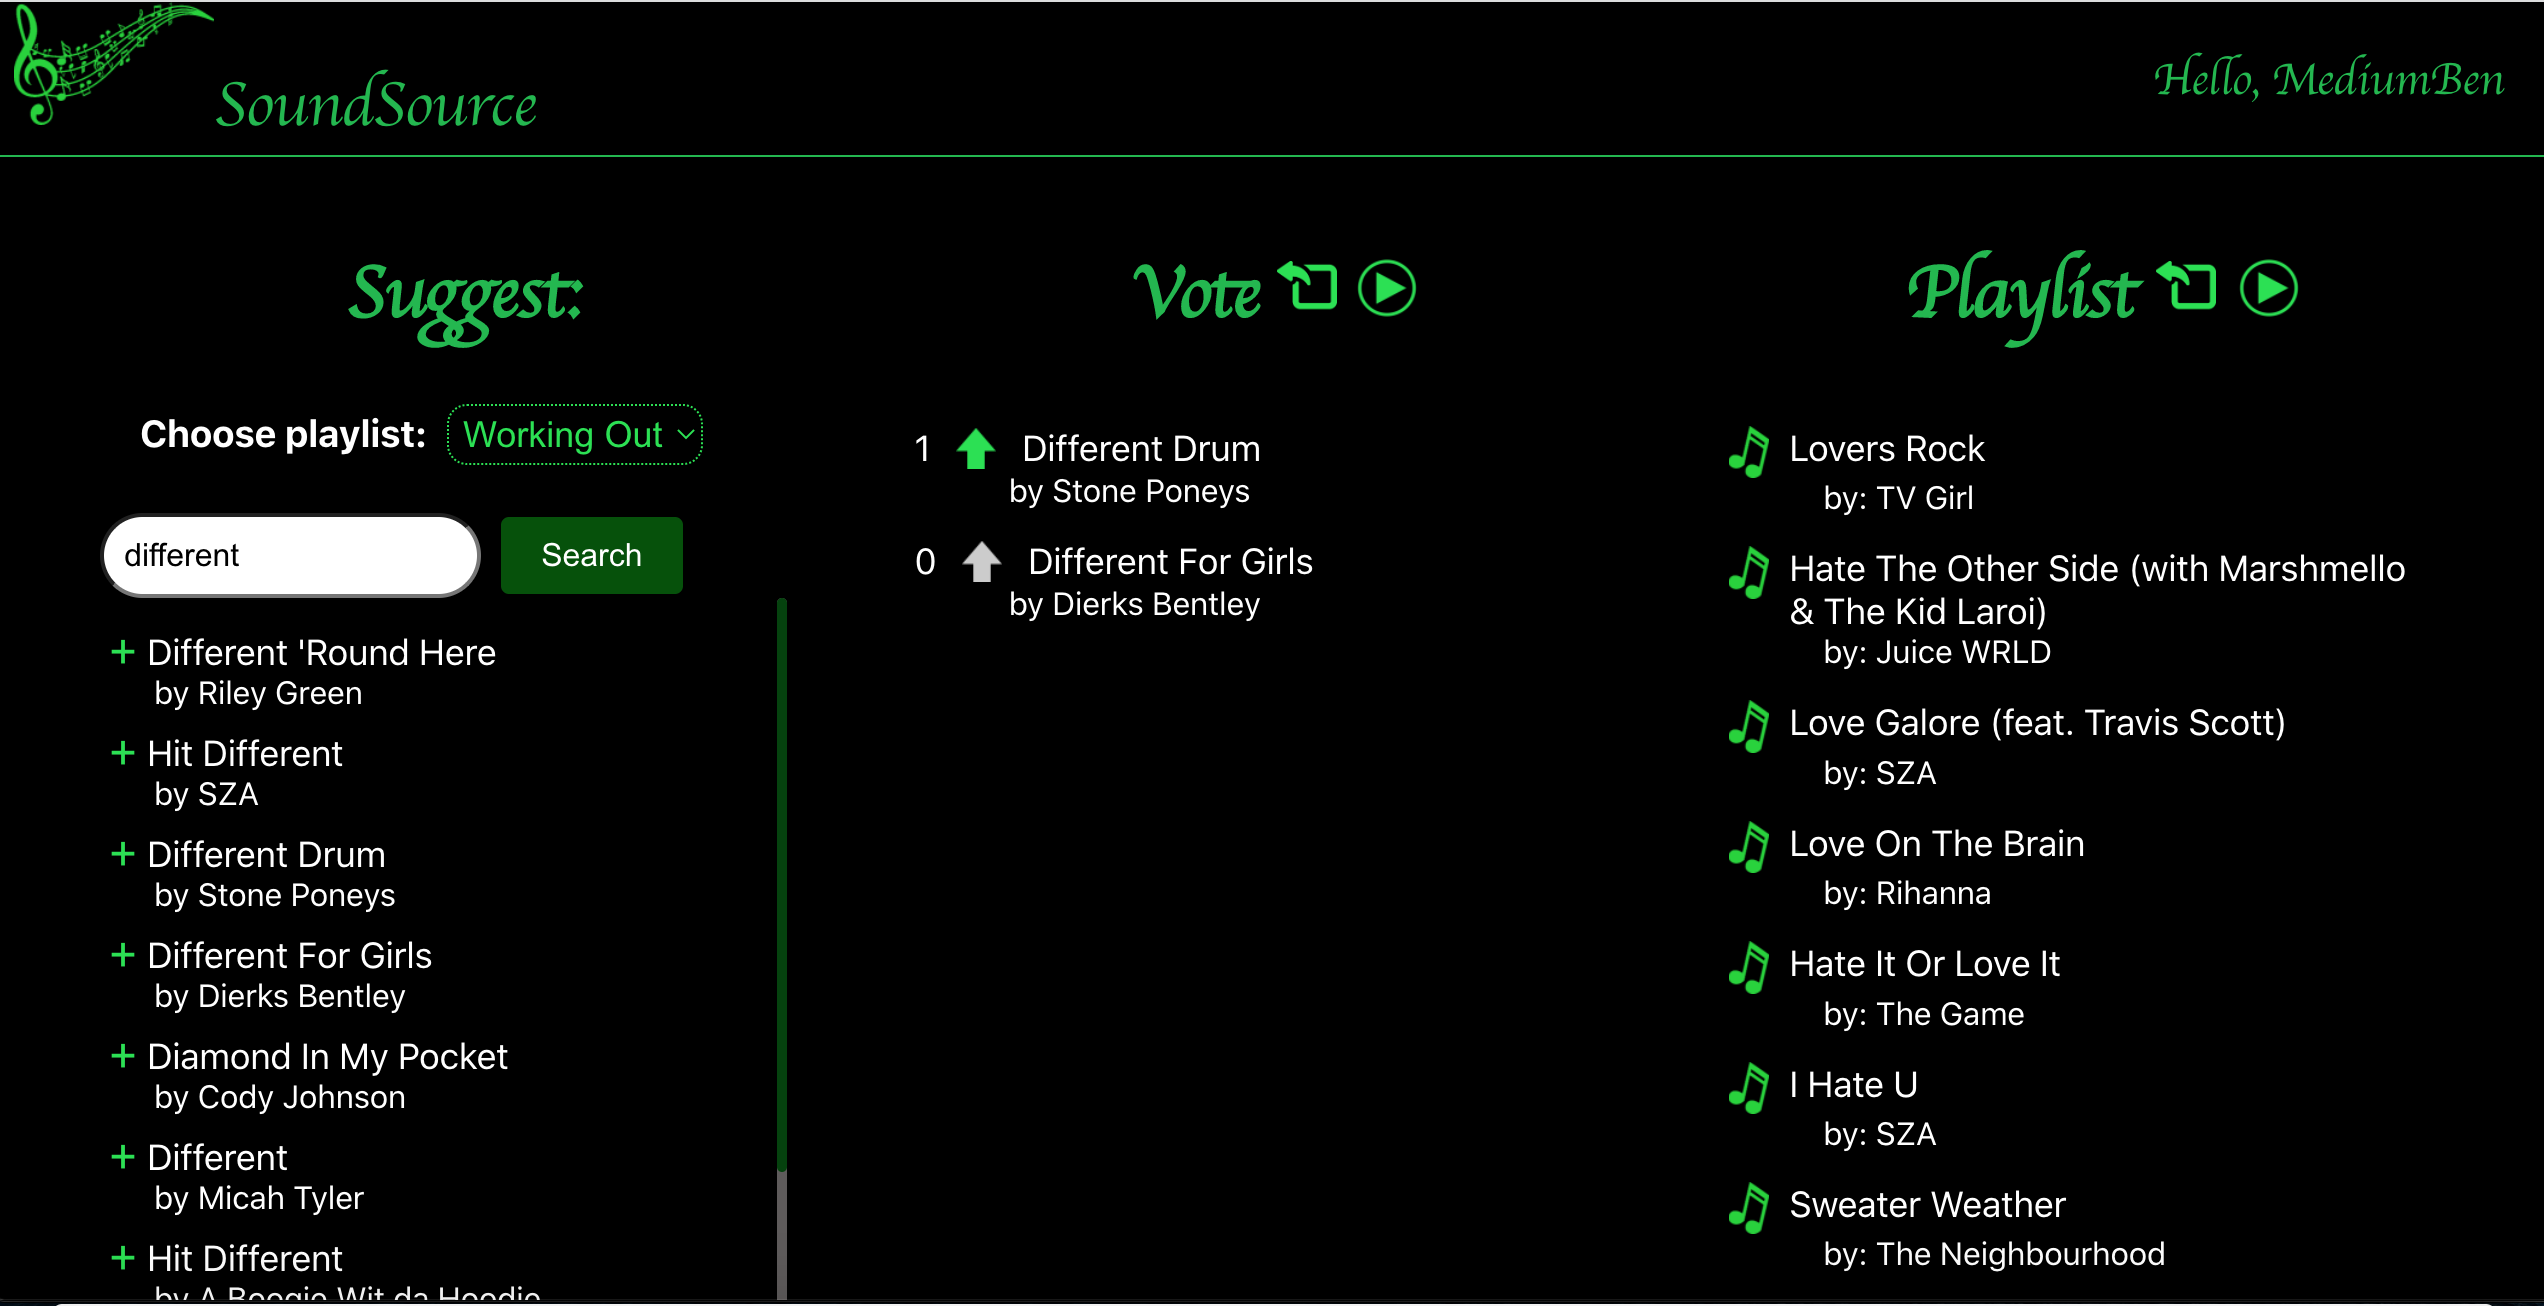 SoundSource
Hello, MediumBen
Suggest:
Choose playlist: Working Out
different
Search
+ Different 'Round Here
by Riley Green
+ Hit Different
by SZA
+ Different Drum
by Stone Poneys
+ Different For Girls
by Dierks Bentley
+ Diamond In My Pocket
by Cody Johnson
+ Different
by Micah Tyler
+ Hit Different
by A Boogie Wit da Hoodie
Vote
1 Different Drum
by Stone Poneys
0 Different For Girls
by Dierks Bentley
Playlist
Lovers Rock
by: TV Girl
Hate The Other Side (with Marshmello
& The Kid Laroi)
by: Juice WRLD
Love Galore (feat. Travis Scott)
by: SZA
Love On The Brain
by: Rihanna
Hate It Or Love It
by: The Game
I Hate U
by: SZA
Sweater Weather
by: The Neighbourhood